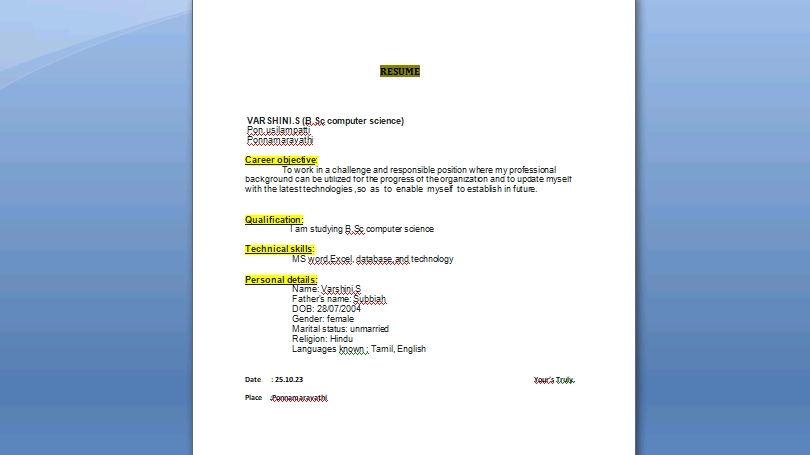 RESUME
VARSHINI.S (B.Sc computer science)
Pon.usilampatti
Ponnamaravathi
Career objective:
To work in a challenge and responsible position where my professional
background can be utilized for the progress of the organization and to update myself
with the latest technologies ,so as to enable myself to establish in future.
Qualification:
I am studying B.Sc computer science
Technical skills:
MS word,Excel, database,and technology
Personal details:
Name: Varshini.S
Father's name: Subbiah
DOB: 28/07/2004
Gender: female
Marital status: unmarried
Religion: Hindu
Languages known : Tamil, English
Date : 25.10.23 Your's Truly,
Place :Ponnamaravathi